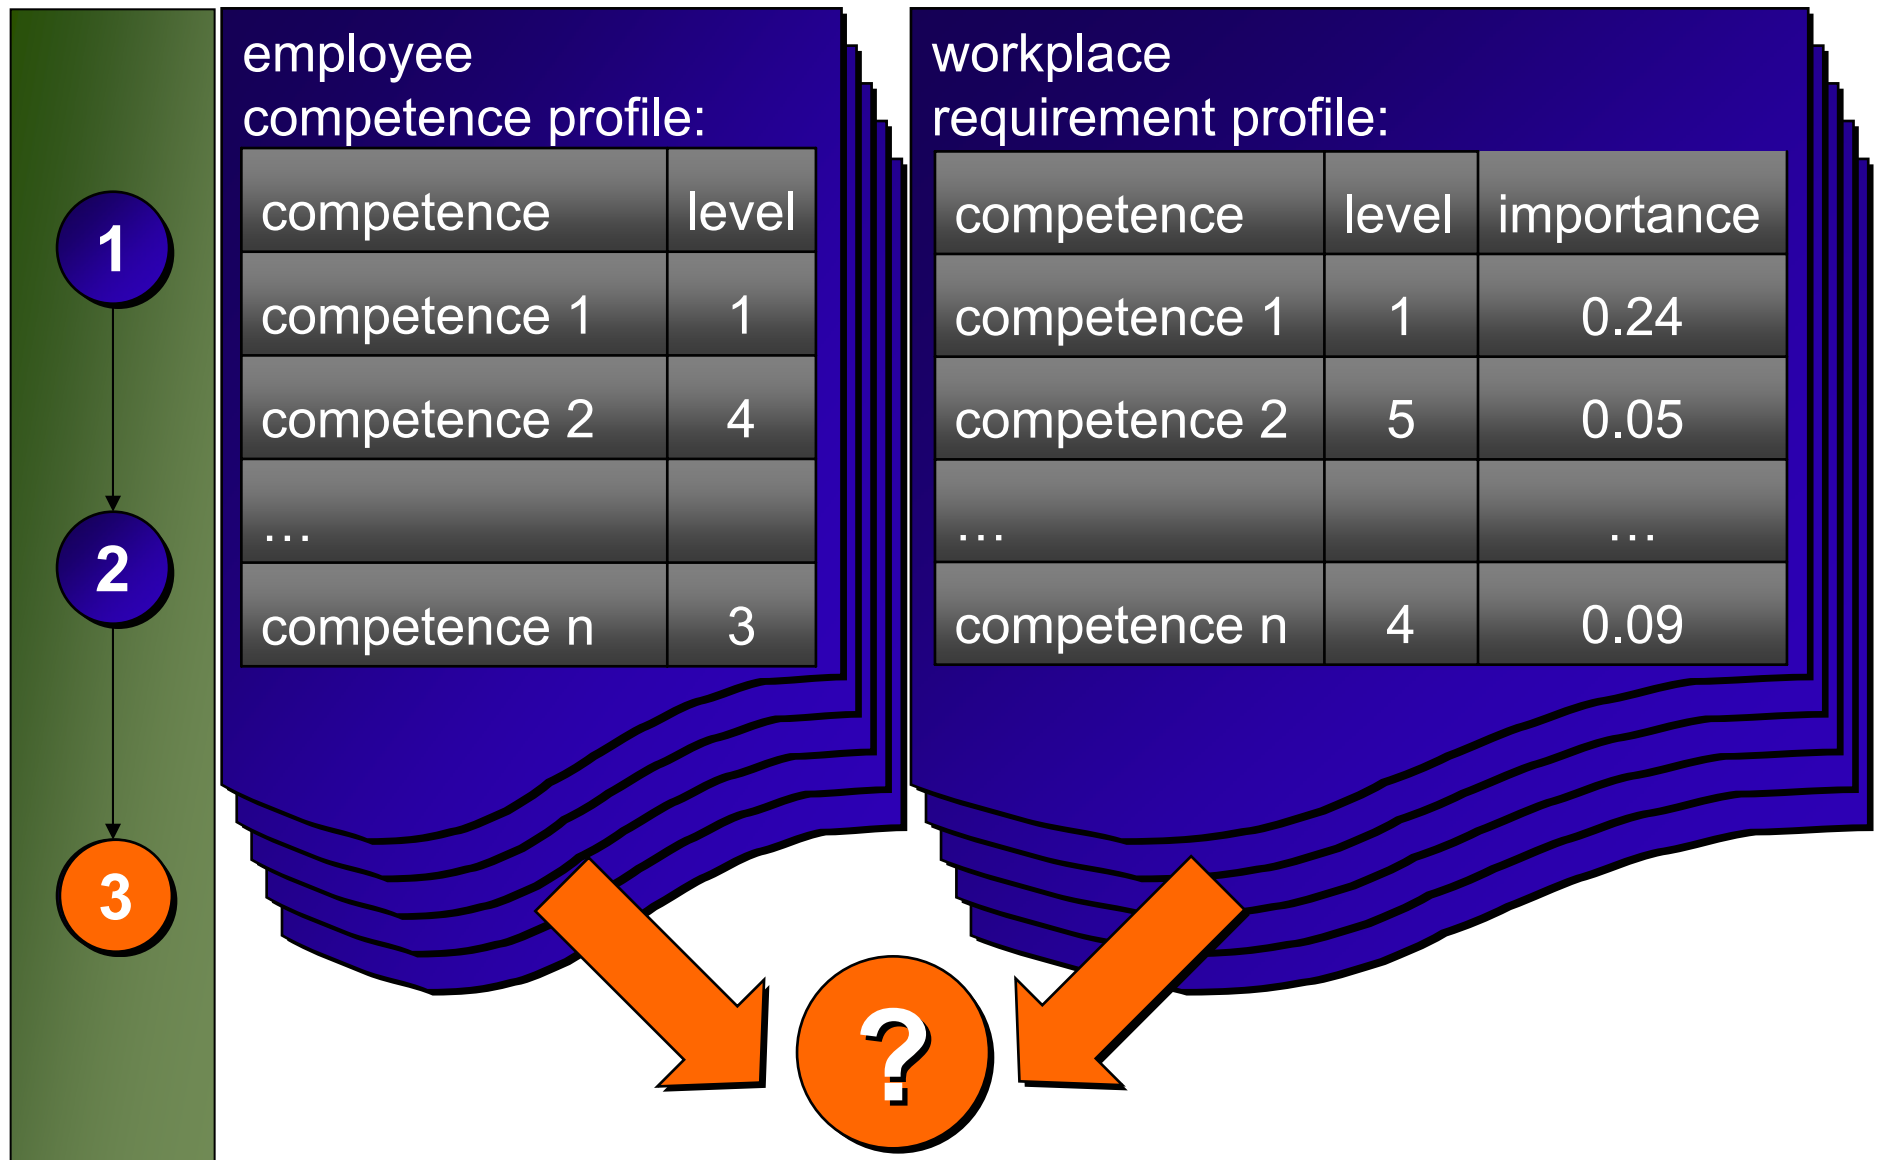 1
2
3
employee
competence profile:
competence level
competence 1 1
competence 2 4
...
competence n 3
workplace
requirement profile:
competence level importance
competence 1 1 0.24
competence 2 5 0.05
... ...
competence n 4 0.09
?